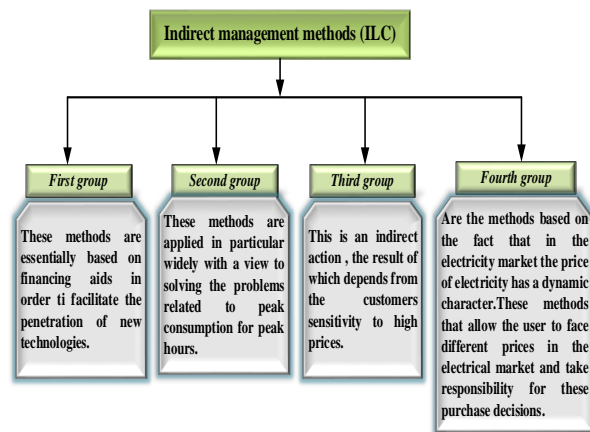 Indirect management methods (ILC)
First group
These methods are
essentially based on
financing aids in
order ti facilitate the
penetration of new
technologies.
Second group
These methods are
applied in particular
widely with a view to
solving the problems
related to peak
consumption for peak
hours.
Third group
This is an indirect
action , the result of
which depends from
the customers
sensitivity to high
prices.
Fourth group
Are the methods based on
the fact that in the
electricity market the price
of electricity has a dynamic
character.These methods
that allow the user to face
different prices in the
electrical market and take
responsibility for these
purchase decisions.